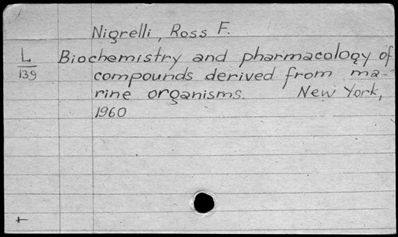 Nigrelli, Ross F.
L
139
Biochemistry and pharmacology of
compounds derived from ma-
rine organisms. New York,
1960
+